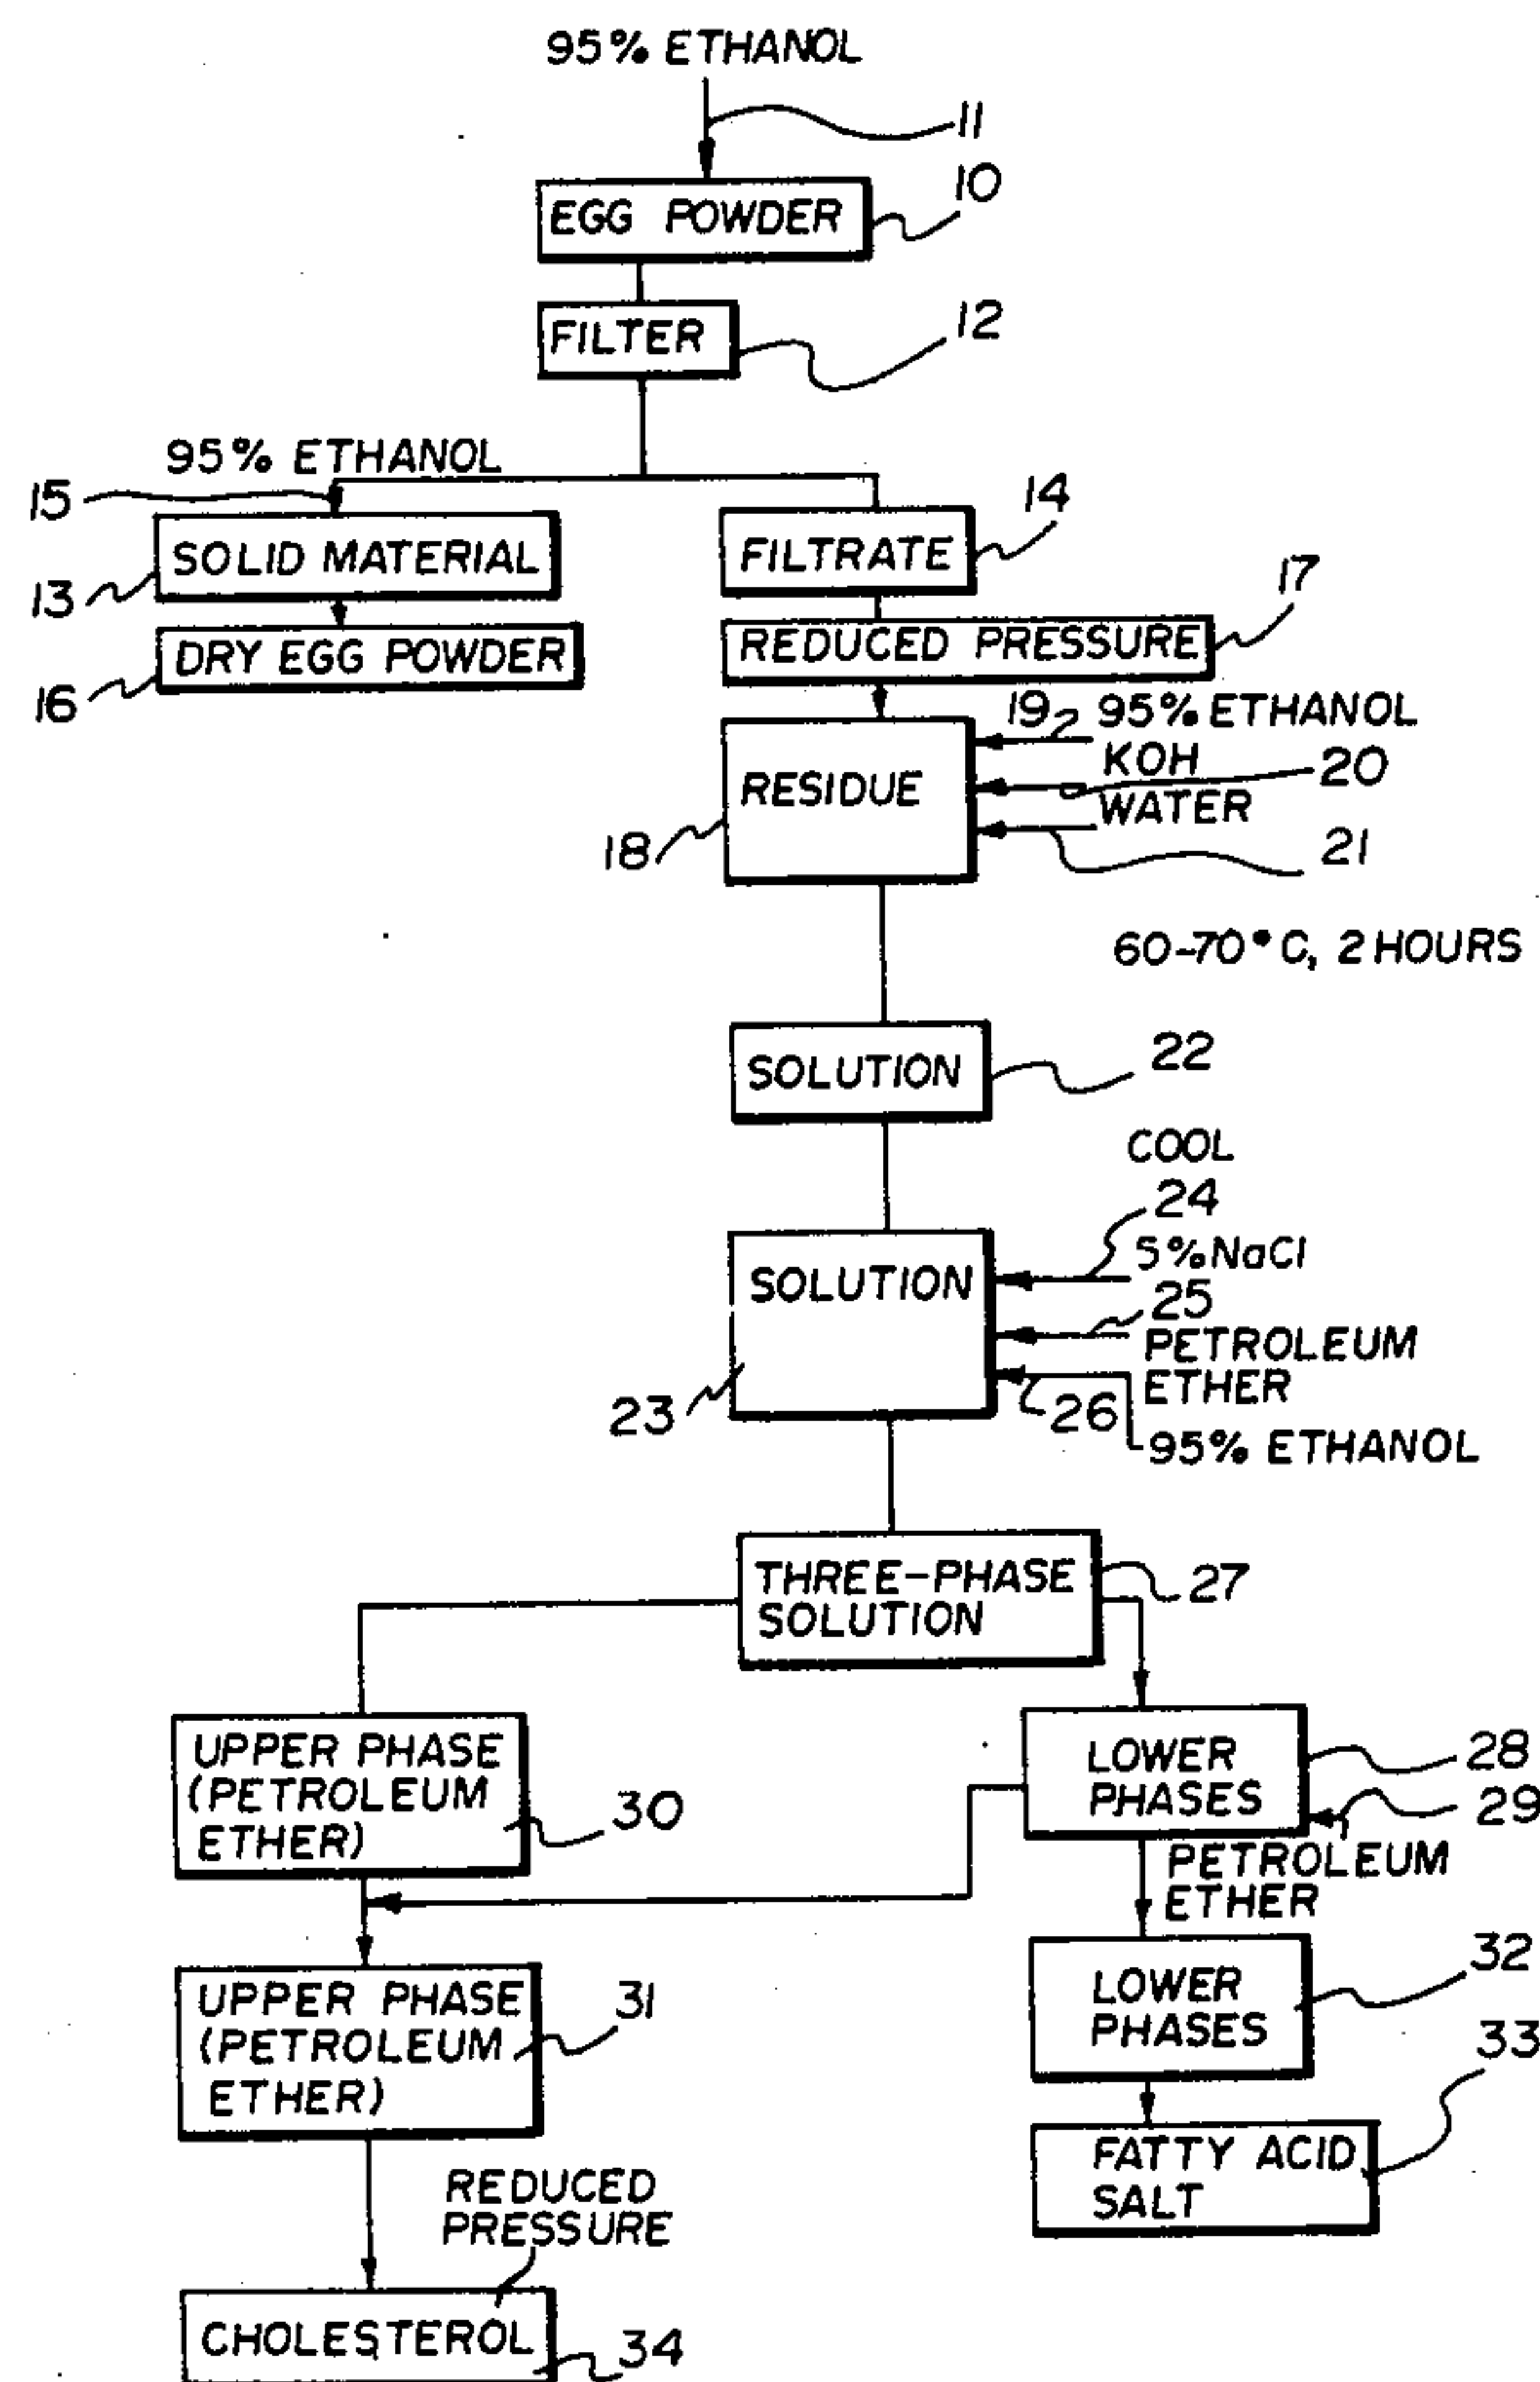 95% ETHANOL
11
10
EGG POWDER
12
FILTER
95% ETHANOL
15
14
SOLID MATERIAL
FILTRATE
13
17
DRY EGG POWDER
REDUCED PRESSURE
16
19 95% ETHANOL
KOH
20
RESIDUE
WATER
18
21
60-70°C, 2 HOURS
SOLUTION
22
COOL
24
5% NaCl
SOLUTION
25
PETROLEUM
ETHER
23
26
95% ETHANOL
THREE-PHASE
SOLUTION
27
UPPER PHASE
(PETROLEUM
ETHER)
30
LOWER
PHASES
28
29
PETROLEUM
ETHER
UPPER PHASE
(PETROLEUM
ETHER)
31
LOWER
PHASES
32
33
FATTY ACID
SALT
REDUCED
PRESSURE
CHOLESTEROL
34